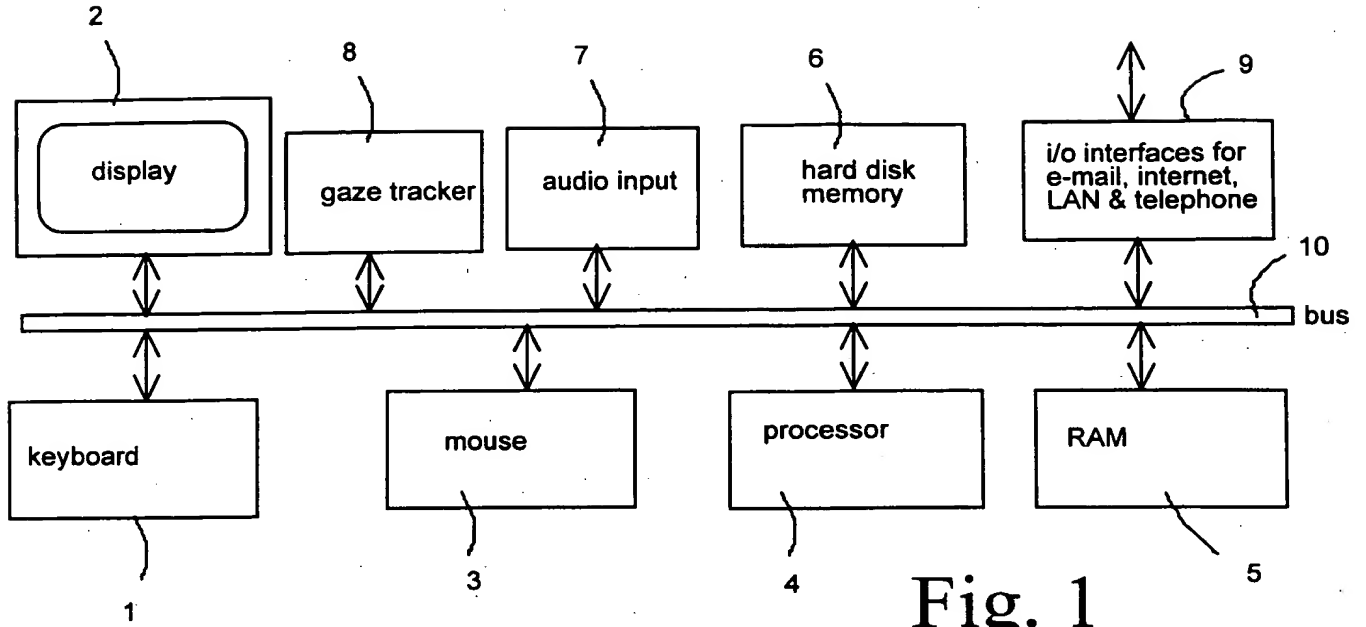 2
8
7
6
9
display
gaze tracker
audio input
hard disk
memory
i/o interfaces for
e-mail, internet,
LAN & telephone
10
bus
keyboard
mouse
processor
RAM
1
3
4
5
Fig. 1